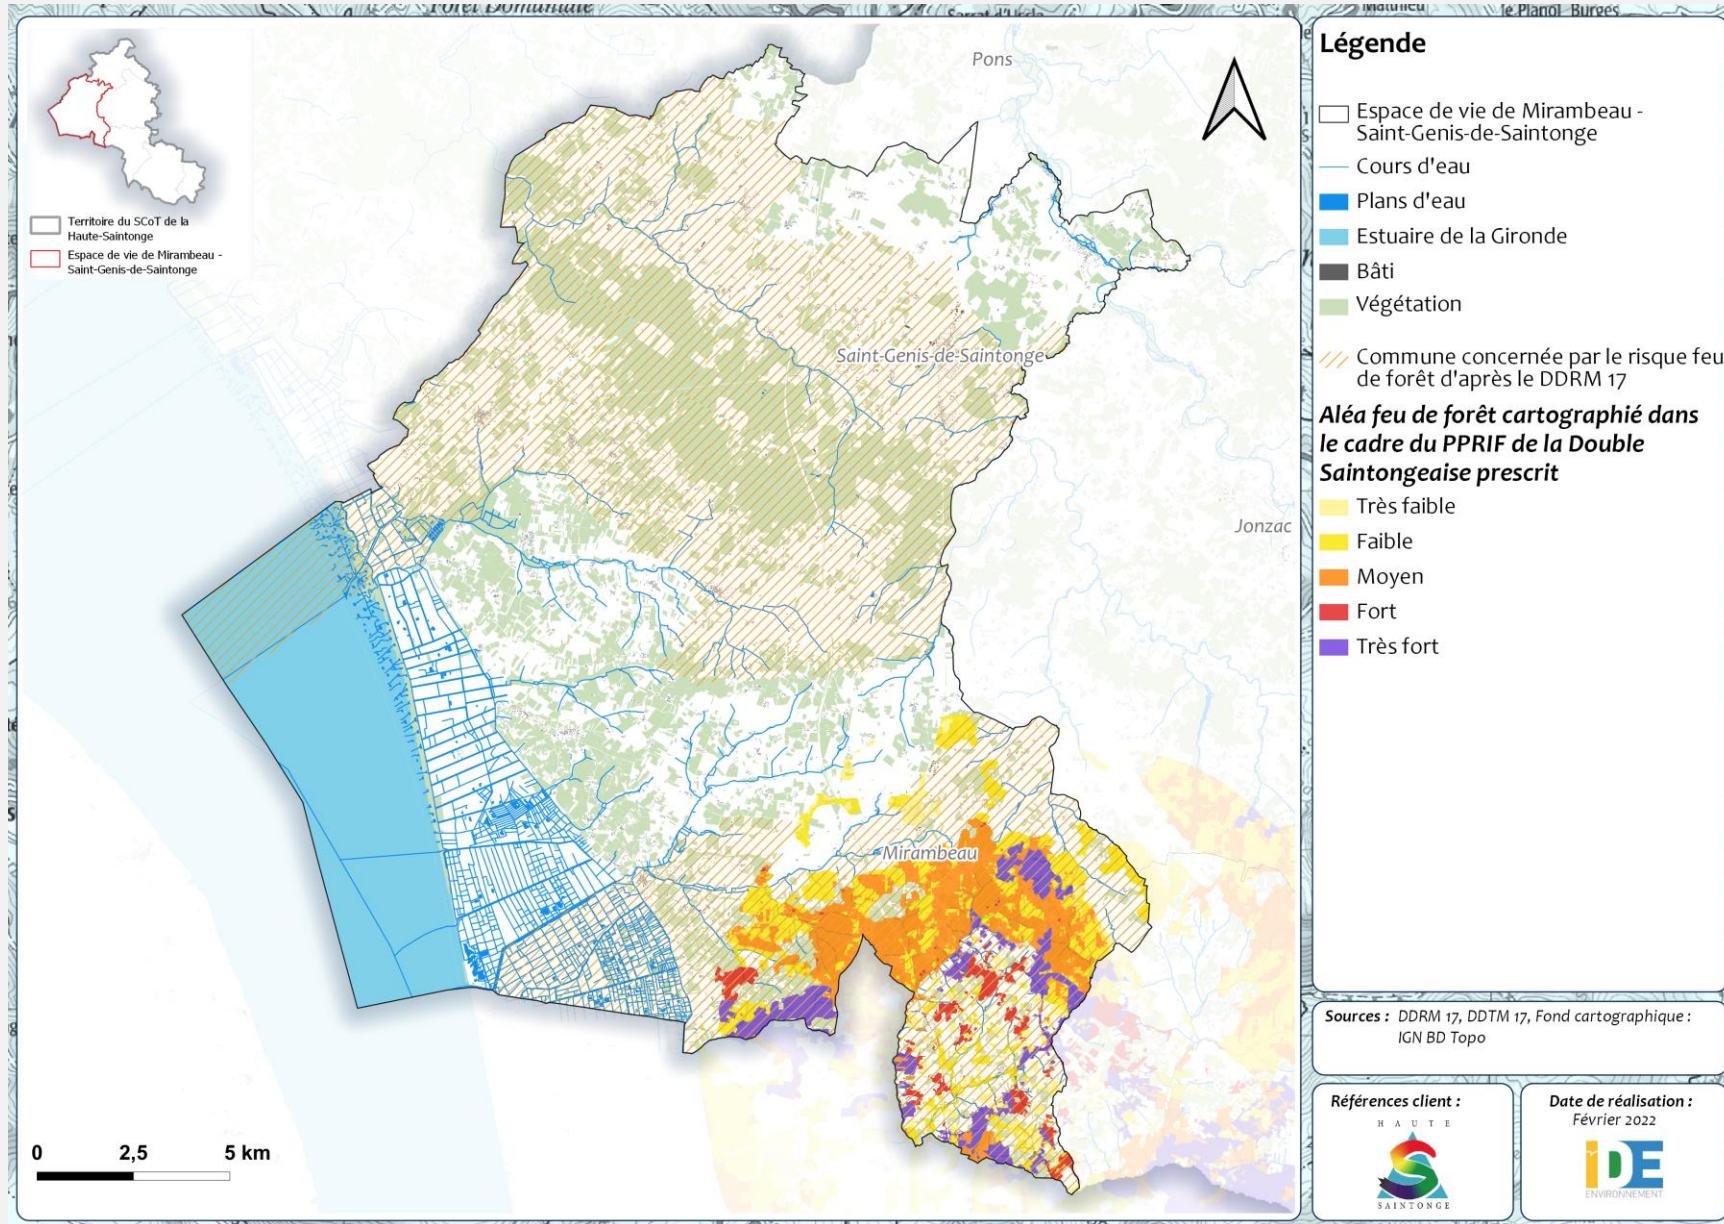 Forêt Domaniale
Pons
Saint-Genis-de-Saintonge
Jonzac
Mirambeau
Territoire du SCoT de la
Haute-Saintonge
Espace de vie de Mirambeau -
Saint-Genis-de-Saintonge
0 2,5 5 km
Légende
Espace de vie de Mirambeau -
Saint-Genis-de-Saintonge
Cours d'eau
Plans d'eau
Estuaire de la Gironde
Bâti
Végétation
Commune concernée par le risque feu
de forêt d'après le DDRM 17
Aléa feu de forêt cartographié dans
le cadre du PPRIF de la Double
Saintongeaise prescrit
Très faible
Faible
Moyen
Fort
Très fort
Sources : DDRM 17, DDTM 17, Fond cartographique :
IGN BD Topo
Références client :
HAUTE
SAINTONGE
Date de réalisation :
Février 2022
IDE
ENVIRONNEMENT